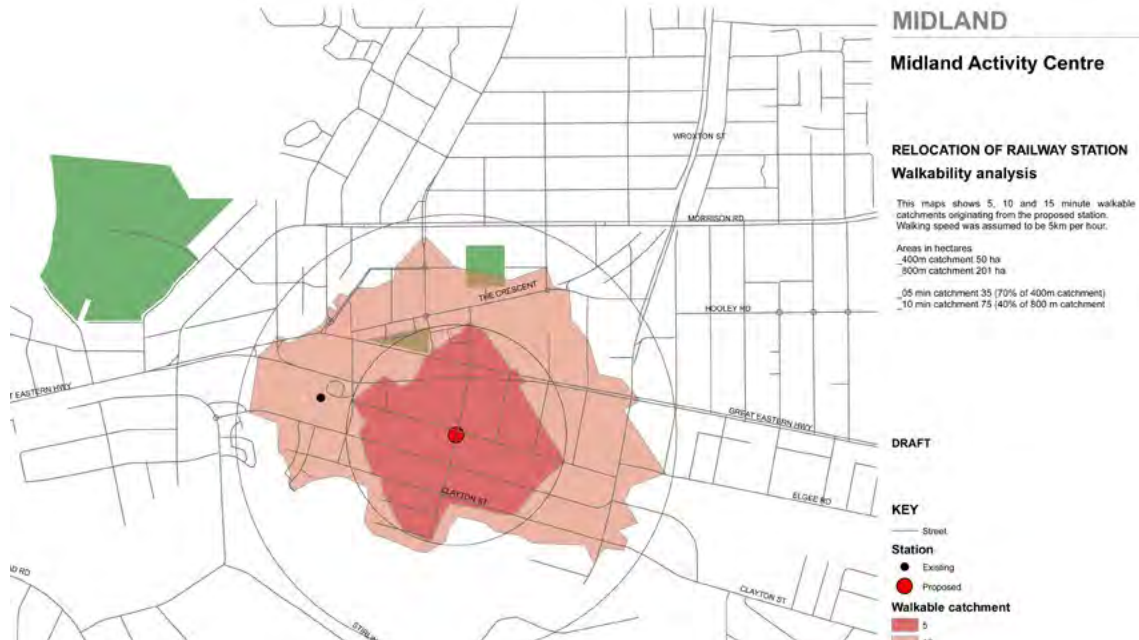 MIDLAND
Midland Activity Centre
RELOCATION OF RAILWAY STATION
Walkability analysis
This maps shows 5, 10 and 15 minute walkable
catchments originating from the proposed station.
Walking speed was assumed to be 5km per hour.
Areas in hectares
_400m catchment 50 ha
_800m catchment 201 ha
_05 min catchment 35 (70% of 400m catchment)
_10 min catchment 75 (40% of 800 m catchment
DRAFT
KEY
Street
Station
Existing
Proposed
Walkable catchment
5
WROXTON ST
MORRISON RD
THE CRESCENT
HOOLEY RD
EASTERN HWY
GREAT EASTERN HWY
CLAYTON ST
ELGEE RD
CLAYTON ST
RD